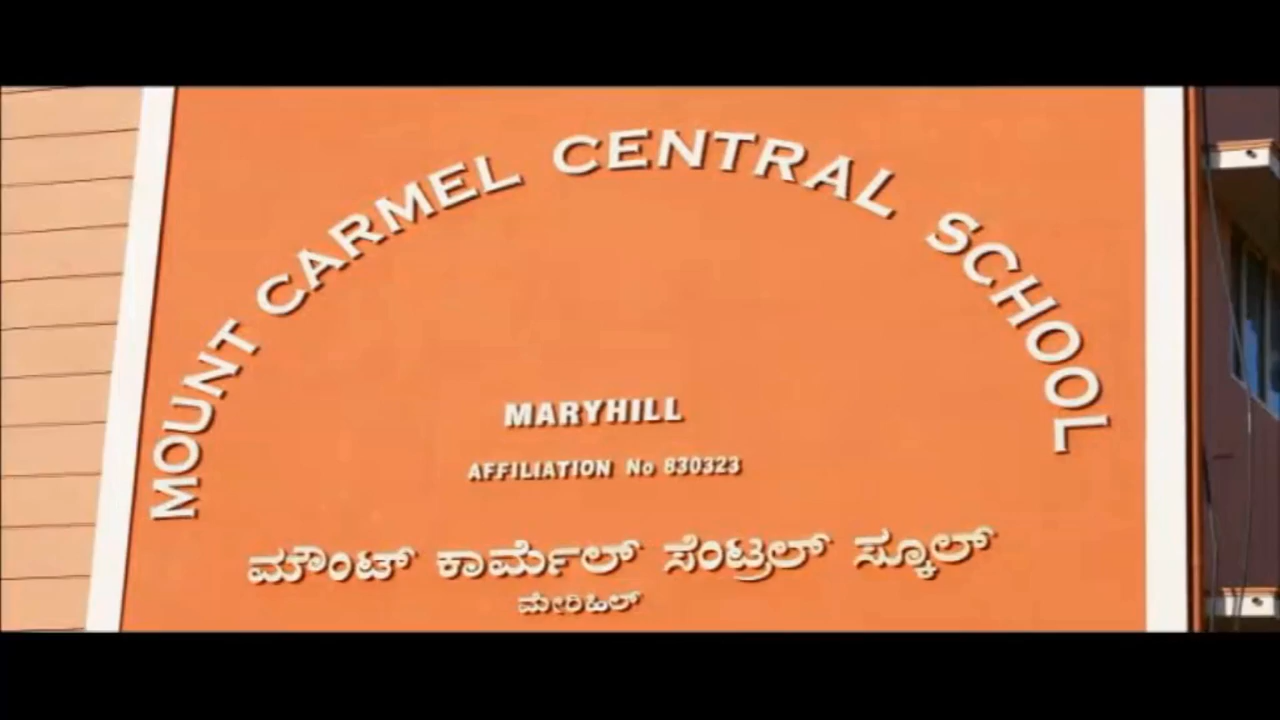 MOUNT CARMEL CENTRAL SCHOOL
MARYHILL
AFFILIATION No 830323
ಮೌಂಟ್ ಕಾರ್ಮೆಲ್ ಸೆಂಟ್ರಲ್ ಸ್ಕೂಲ್
ಮೇರಿಹಿಲ್